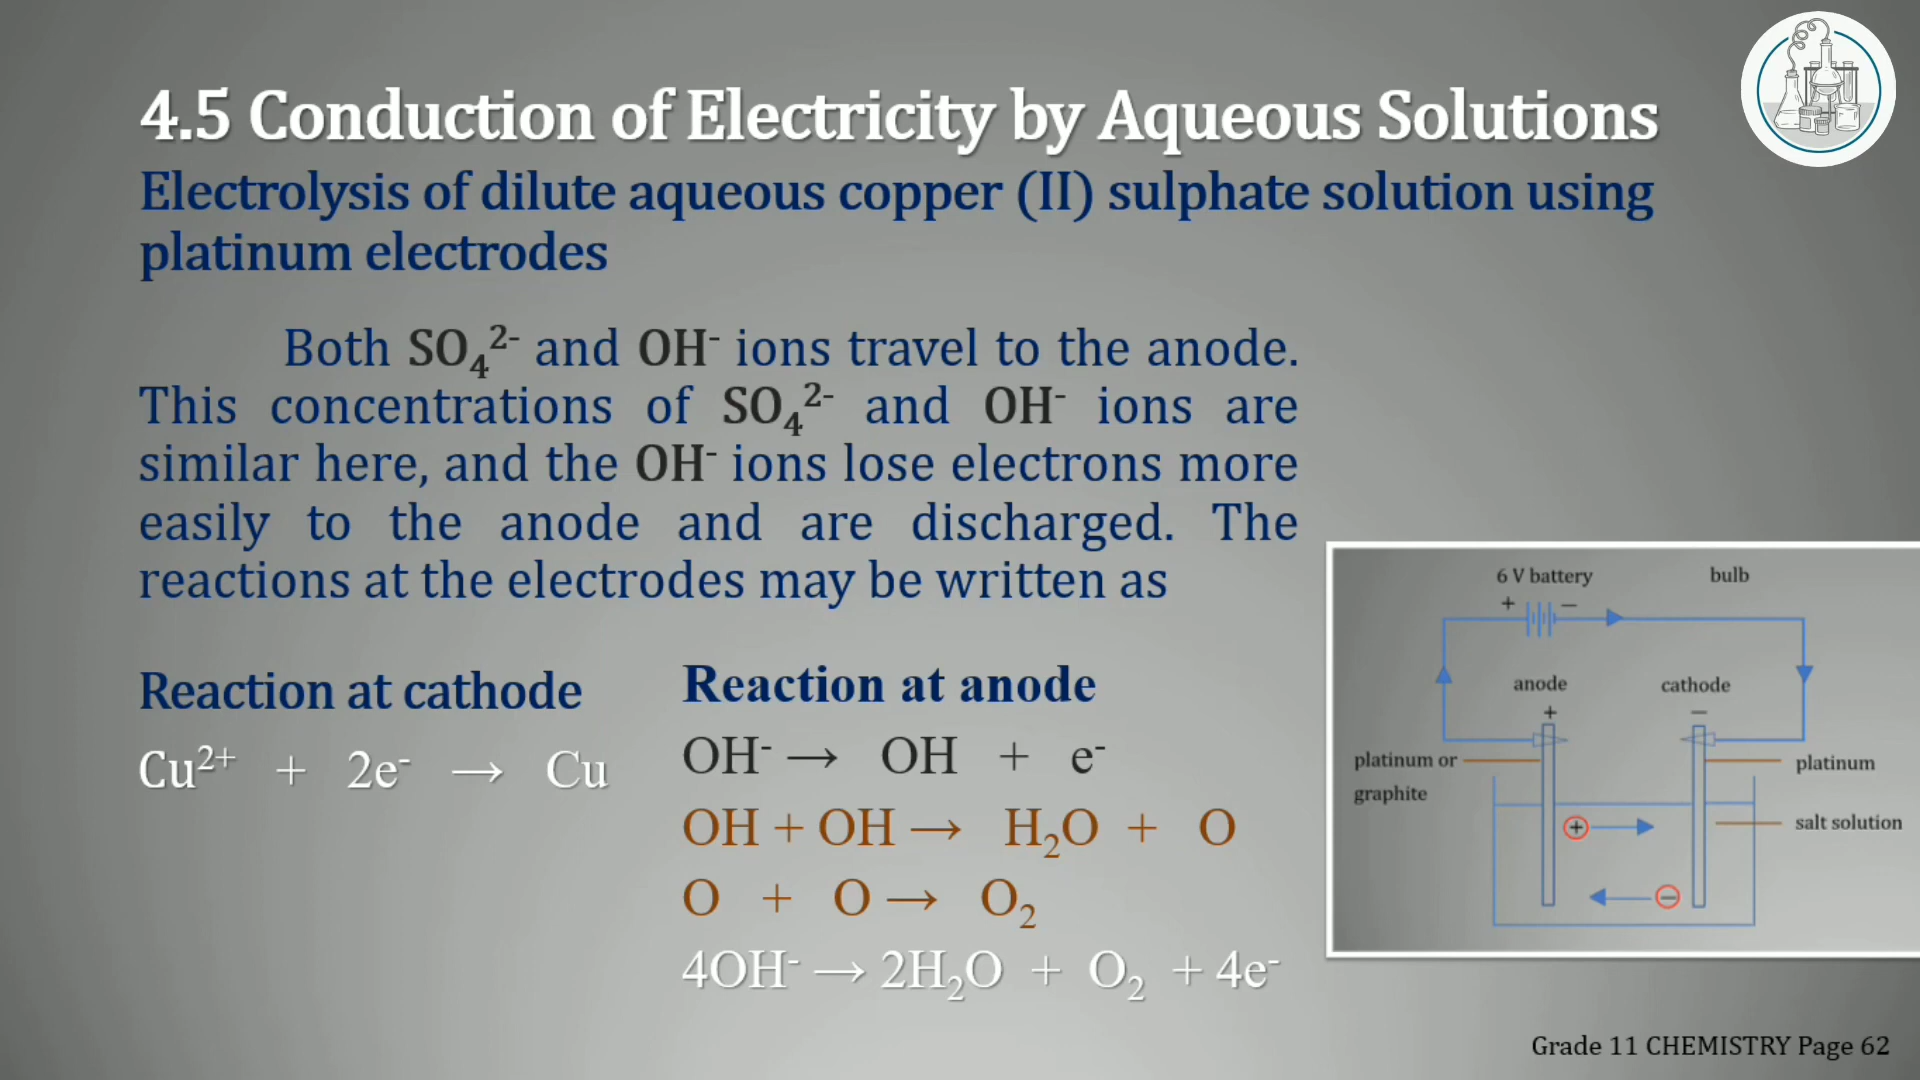 4.5 Conduction of Electricity by Aqueous Solutions
Electrolysis of dilute aqueous copper (II) sulphate solution using
platinum electrodes
Both SO₄²⁻ and OH⁻ ions travel to the anode.
This concentrations of SO₄²⁻ and OH⁻ ions are
similar here, and the OH⁻ ions lose electrons more
easily to the anode and are discharged. The
reactions at the electrodes may be written as
Reaction at cathode
Cu²⁺ + 2e⁻ → Cu
Reaction at anode
OH⁻ → OH + e⁻
OH + OH → H₂O + O
O + O → O₂
4OH⁻ → 2H₂O + O₂ + 4e⁻
6 V battery
bulb
+ −
anode
cathode
+
−
platinum or
graphite
platinum
salt solution
+
−
Grade 11 CHEMISTRY Page 62